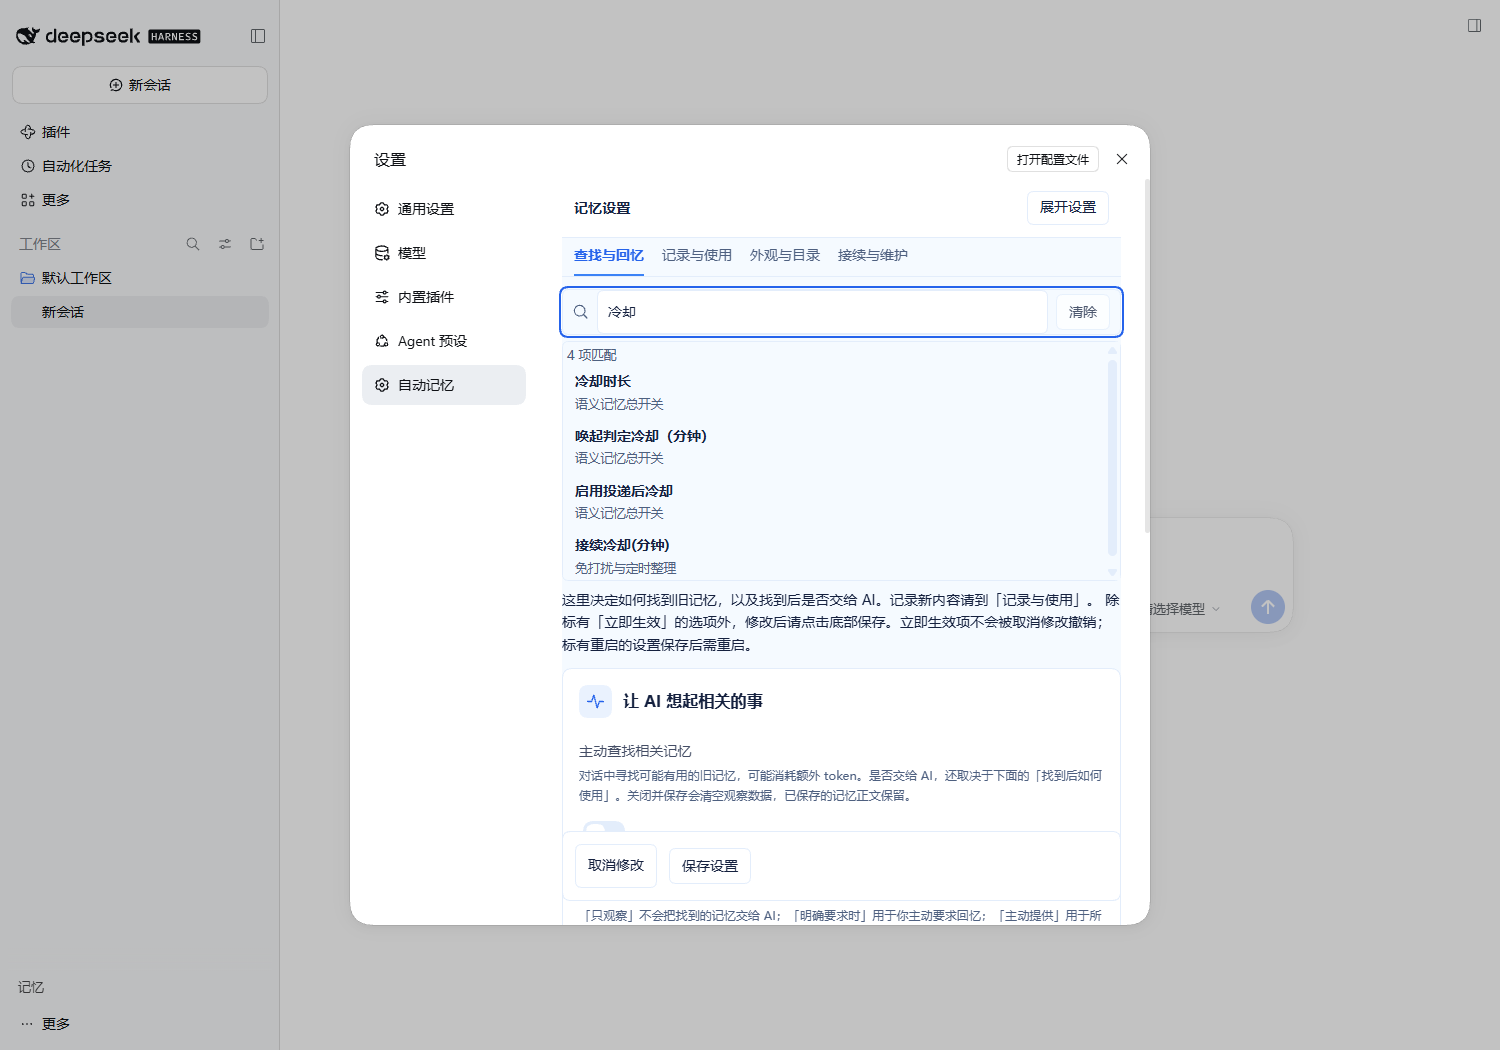 deepseek HARNESS
新会话
插件
自动化任务
更多
工作区
默认工作区
新会话
记忆
更多
设置
打开配置文件
通用设置
模型
内置插件
Agent 预设
自动记忆
记忆设置
展开设置
查找与回忆 记录与使用 外观与目录 接续与维护
冷却
清除
4 项匹配
冷却时长
语义记忆总开关
唤起判定冷却（分钟）
语义记忆总开关
启用投递后冷却
语义记忆总开关
接续冷却(分钟)
免打扰与定时整理
这里决定如何找到旧记忆，以及找到后是否交给 AI。记录新内容请到「记录与使用」。 除
标有「立即生效」的选项外，修改后请点击底部保存。立即生效项不会被取消修改撤销；
标有重启的设置保存后需重启。
让 AI 想起相关的事
主动查找相关记忆
对话中寻找可能有用的旧记忆，可能消耗额外 token。是否交给 AI，还取决于下面的「找到后如何
使用」。关闭并保存会清空观察数据，已保存的记忆正文保留。
取消修改
保存设置
「只观察」不会把找到的记忆交给 AI；「明确要求时」用于你主动要求回忆；「主动提供」用于所
选择模型